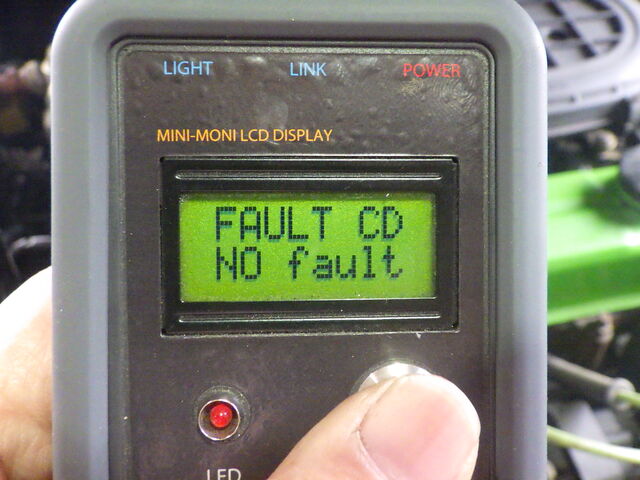 LIGHT LINK POWER
MINI-MONI LCD DISPLAY
FAULT CD
NO fault
LED